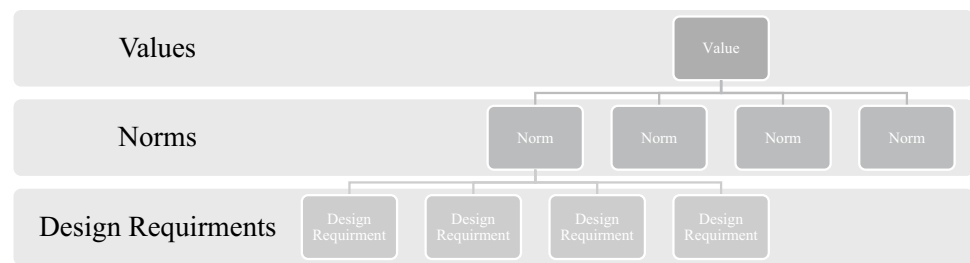 Values
Value
Norms
Norm
Norm
Norm
Norm
Design Requirments
Design
Requirment
Design
Requirment
Design
Requirment
Design
Requirment